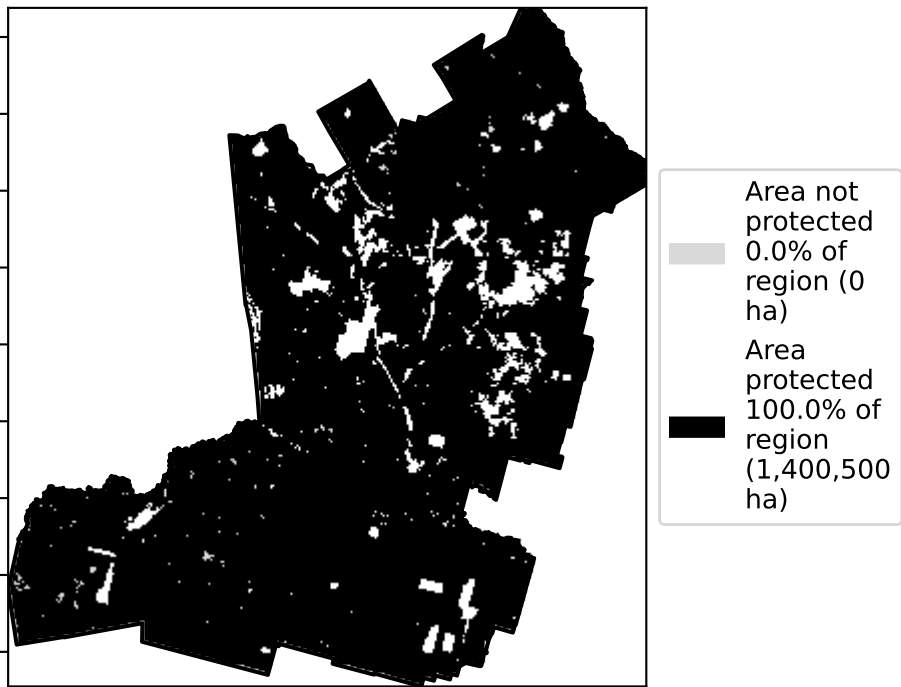 Area not
protected
0.0% of
region (0
ha)
Area
protected
100.0% of
region
(1,400,500
ha)